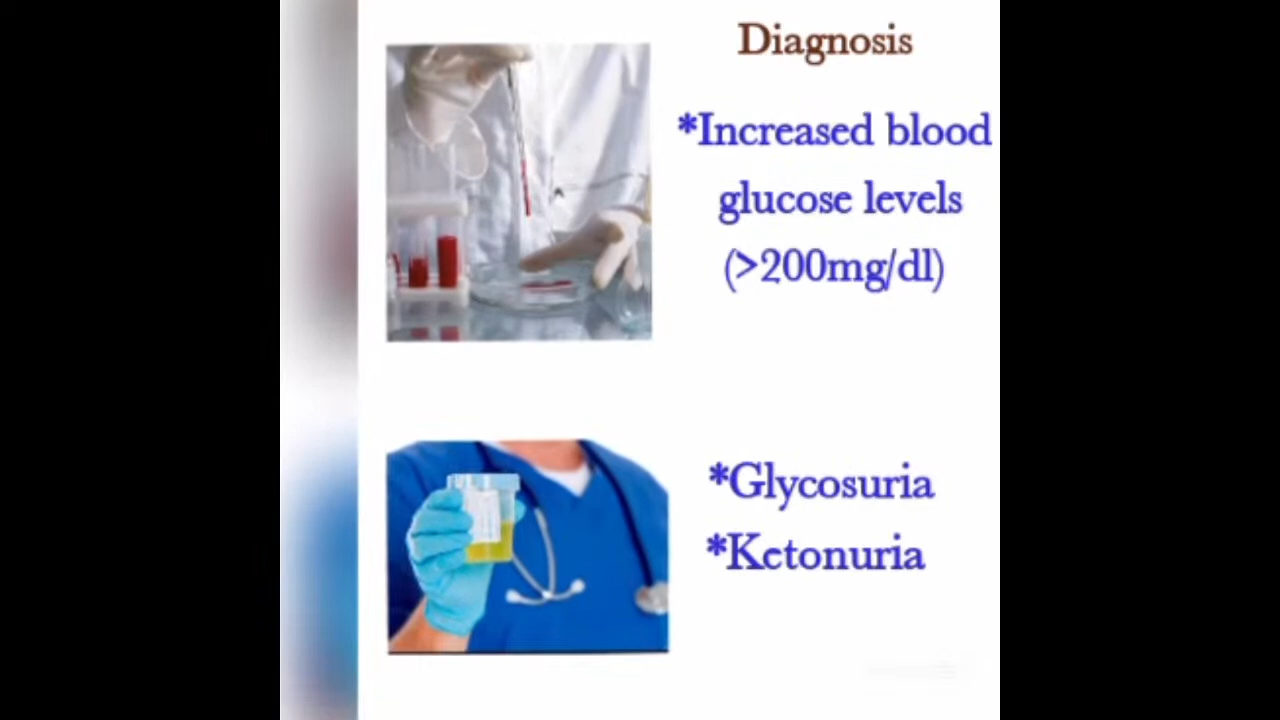 Diagnosis
*Increased blood
glucose levels
(>200mg/dl)
*Glycosuria
*Ketonuria